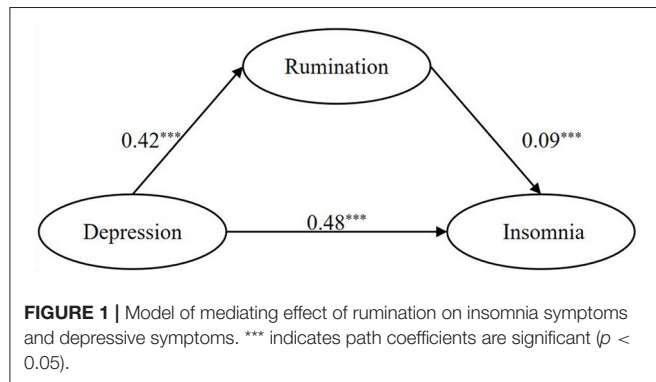 Rumination
0.42***
0.09***
Depression
0.48***
Insomnia
FIGURE 1 | Model of mediating effect of rumination on insomnia symptoms
and depressive symptoms. *** indicates path coefficients are significant (p <
0.05).